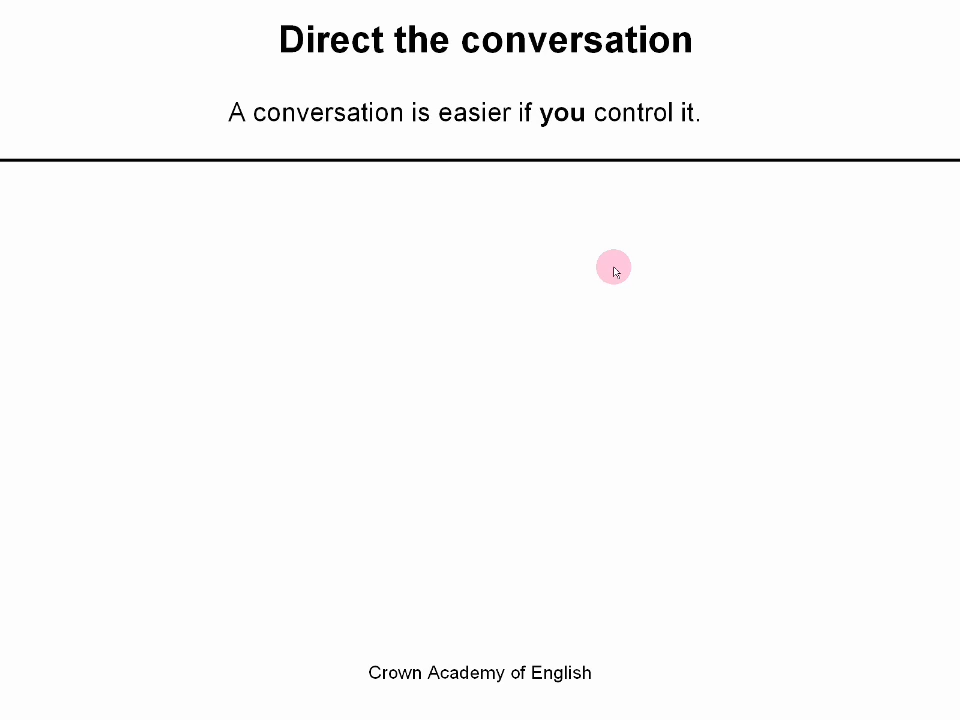 Direct the conversation
A conversation is easier if you control it.
Crown Academy of English